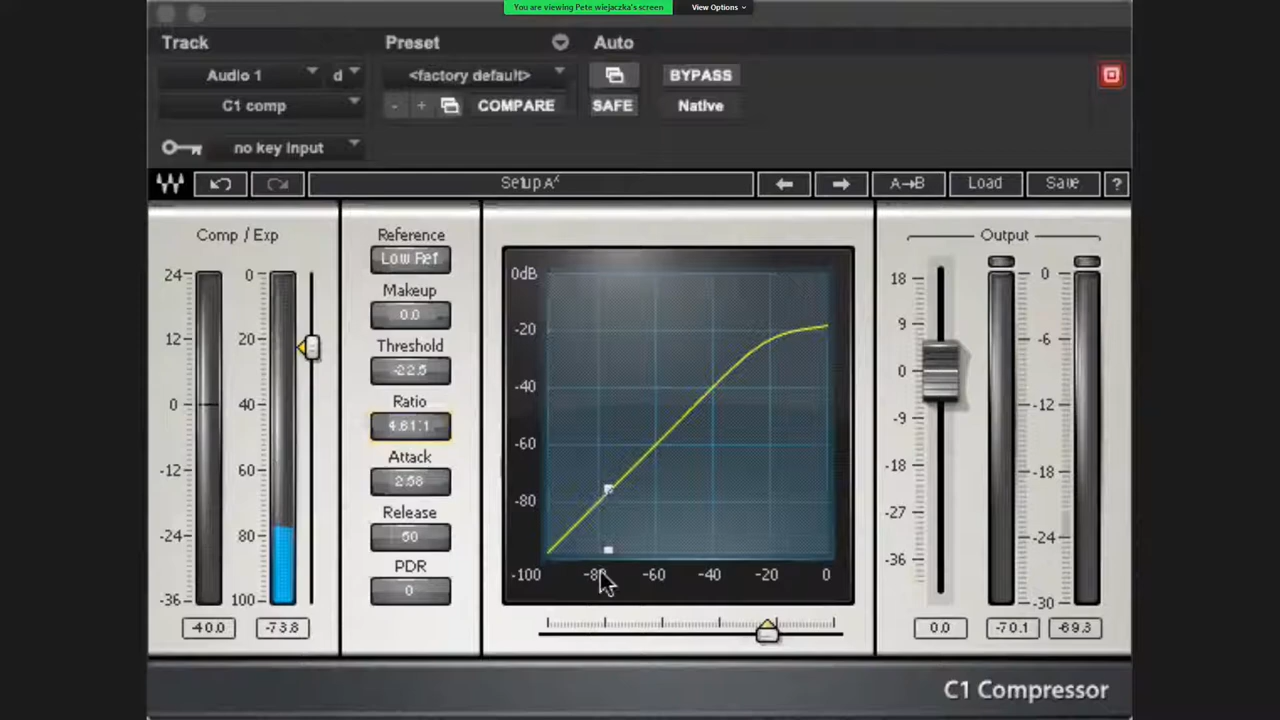 You are viewing Pete wiejaczka's screen
View Options
Track
Preset
Auto
Audio 1
d
<factory default>
BYPASS
C1 comp
-
+
COMPARE
SAFE
Native
no key input
Setup A*
A→B
Load
Save
?
Comp / Exp
Reference
Low Ref
Makeup
0.0
Threshold
-22.5
Ratio
4.61:1
Attack
2.58
Release
50
PDR
0
24
12
0
-12
-24
-36
0
20
40
60
80
100
-40.0
-73.8
0dB
-20
-40
-60
-80
-100
-80
-60
-40
-20
0
Output
18
9
0
-9
-18
-27
-36
0
-6
-12
-18
-24
-30
0.0
-70.1
-69.3
C1 Compressor